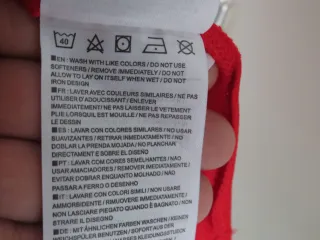 40
■EN: WASH WITH LIKE COLORS / DO NOT USE
SOFTENERS / REMOVE IMMEDIATELY / DO NOT
ALLOW TO LAY ON ITSELF WHEN WET / DO NOT
IRON DESIGN
■FR: LAVER AVEC COULEURS SIMILAIRES / NE PAS
UTILISER D'ADOUCISSANT / ENLEVER
IMMEDIATEMENT / NE PAS LAISSER LE VETEMENT
PLIE LORSQU'IL EST MOUILLE / NE PAS REPASSER
LE DESSIN
■ES: LAVAR CON COLORES SIMILARES / NO USAR
SUAVIZANTES / RETIRAR INMEDIATAMENTE / NO
DOBLAR LA PRENDA MOJADA / NO PLANCHAR
DIRECTAMENTE SOBRE EL DISEÑO
■PT: LAVAR COM CORES SEMELHANTES / NÃO
USAR AMACIADORES / REMOVER IMEDIATAMENTE /
EVITAR DOBRAR ENQUANTO MOLHADO / NÃO
PASSAR A FERRO O DESENHO
■IT: LAVARE CON COLORI SIMILI / NON USARE
AMMORBIDENTE / RIMUOVERE IMMEDIATAMENTE /
NON LASCIARE PIEGATO QUANDO È BAGNATO / NON
STIRARE IL DISEGNO
■DE: MIT ÄHNLICHEN FARBEN WASCHEN / KEINEN
WEICHSPÜLER BENUTZEN / SOFORT AUS DER